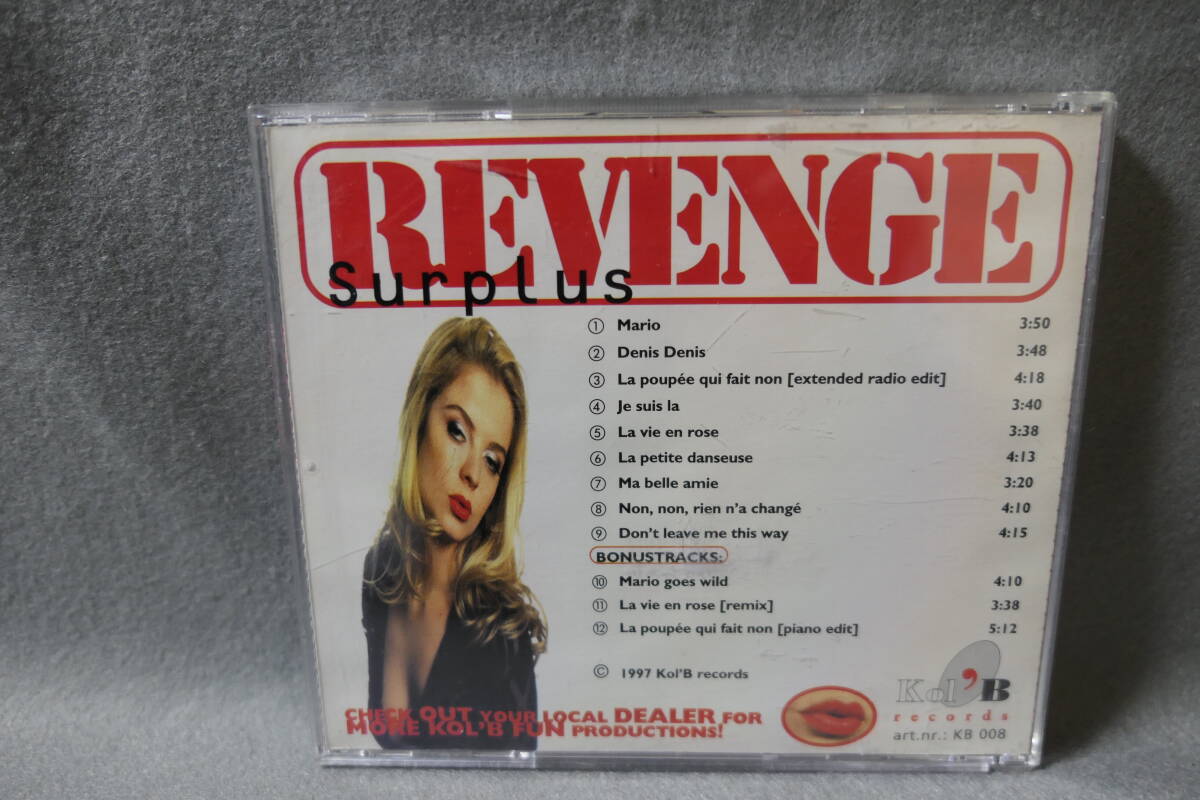 REVENGE
Surplus
① Mario 3:50
② Denis Denis 3:48
③ La poupée qui fait non [extended radio edit] 4:18
④ Je suis la 3:40
⑤ La vie en rose 3:38
⑥ La petite danseuse 4:13
⑦ Ma belle amie 3:20
⑧ Non, non, rien n’a changé 4:10
⑨ Don’t leave me this way 4:15
BONUSTRACKS:
⑩ Mario goes wild 4:10
⑪ La vie en rose [remix] 3:38
⑫ La poupée qui fait non [piano edit] 5:12
© 1997 Kol’B records
CHECK OUT YOUR LOCAL DEALER FOR
MORE KOL’B FUN PRODUCTIONS!
Kol’B
records
art.nr.: KB 008